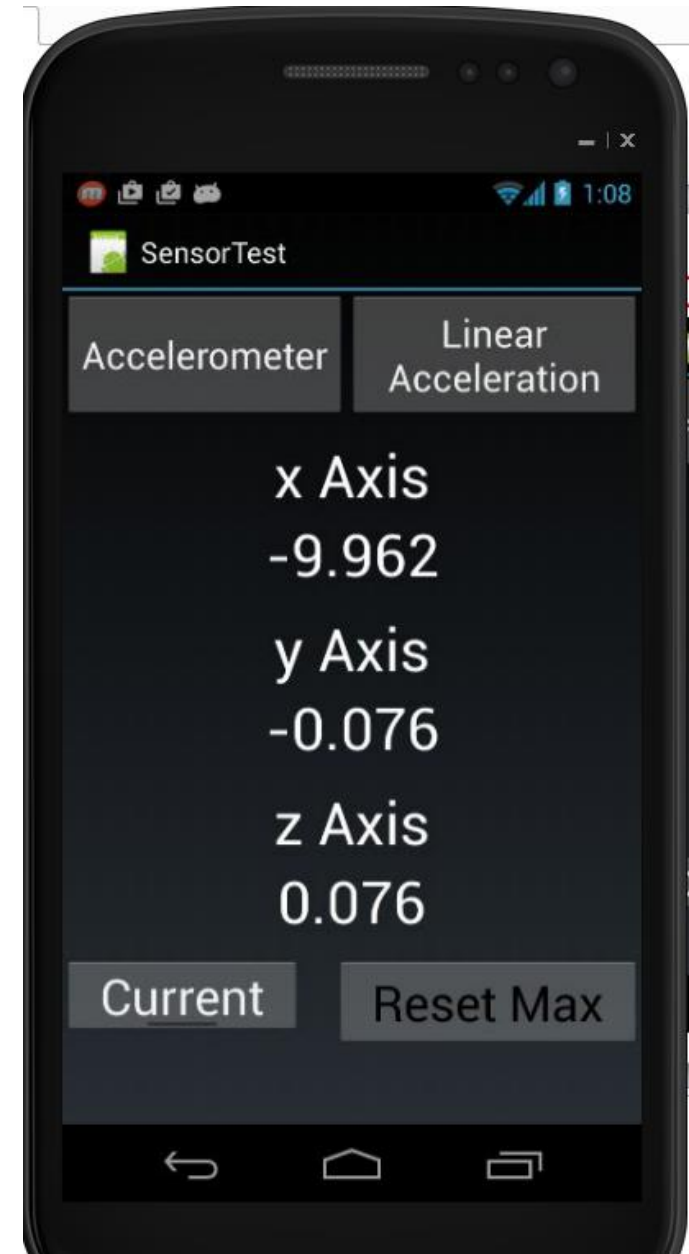 1:08
SensorTest
Accelerometer
Linear
Acceleration
x Axis
-9.962
y Axis
-0.076
z Axis
0.076
Current
Reset Max